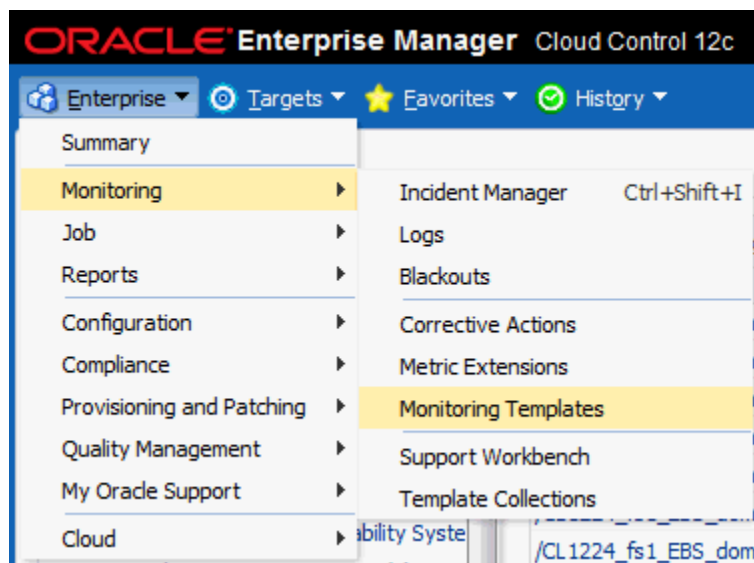 ORACLE Enterprise Manager Cloud Control 12c
Enterprise Targets Favorites History
Summary
Monitoring
Job
Reports
Configuration
Compliance
Provisioning and Patching
Quality Management
My Oracle Support
Cloud
Incident Manager Ctrl+Shift+I
Logs
Blackouts
Corrective Actions
Metric Extensions
Monitoring Templates
Support Workbench
Template Collections
ability Syste
/CL1224_fs1_EBS_dom